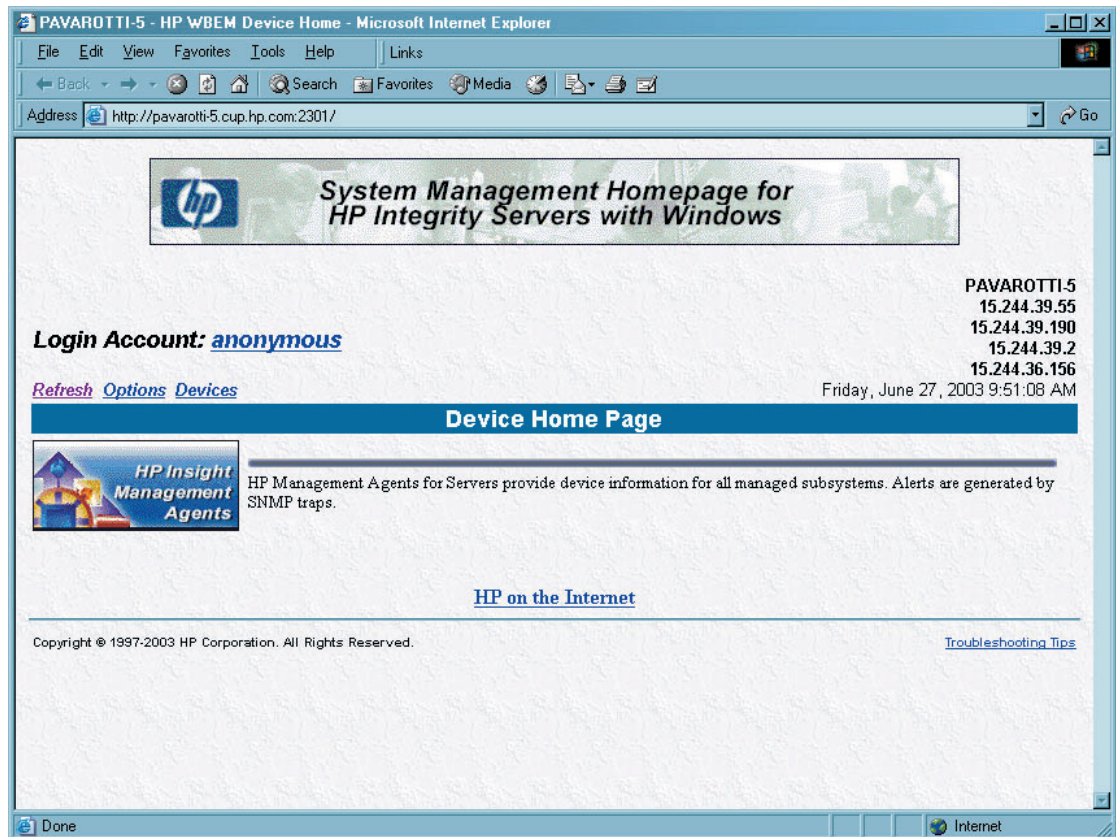 PAVAROTTI-5 - HP WBEM Device Home - Microsoft Internet Explorer
File Edit View Favorites Tools Help Links
Back Search Favorites Media
Address http://pavarotti-5.cup.hp.com:2301/ Go
hp
System Management Homepage for
HP Integrity Servers with Windows
PAVAROTTI-5
15.244.39.55
15.244.39.190
15.244.39.2
15.244.36.156
Login Account: anonymous
Refresh Options Devices
Friday, June 27, 2003 9:51:08 AM
Device Home Page
HP Insight
Management
Agents
HP Management Agents for Servers provide device information for all managed subsystems. Alerts are generated by
SNMP traps.
HP on the Internet
Copyright © 1997-2003 HP Corporation. All Rights Reserved.
Troubleshooting Tips
Done Internet